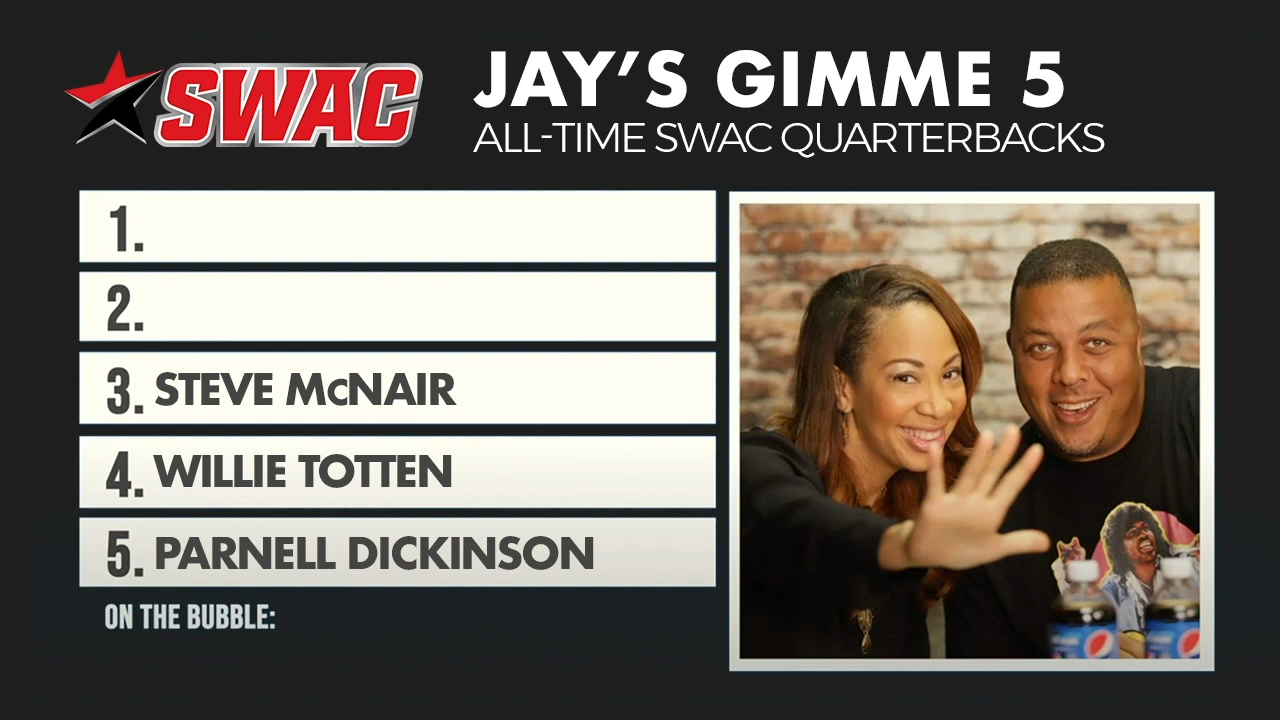 SWAC
JAY'S GIMME 5
ALL-TIME SWAC QUARTERBACKS
1.
2.
3. STEVE McNAIR
4. WILLIE TOTTEN
5. PARNELL DICKINSON
ON THE BUBBLE: